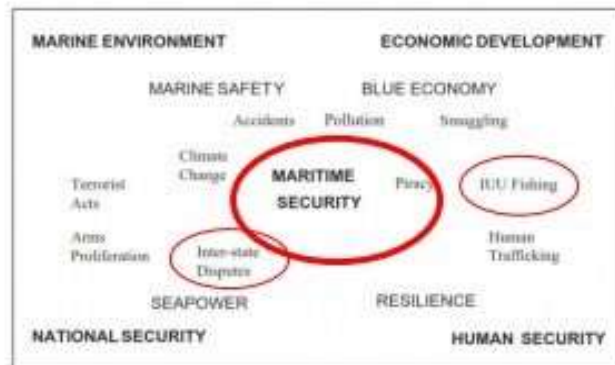 MARINE ENVIRONMENT
ECONOMIC DEVELOPMENT
MARINE SAFETY
BLUE ECONOMY
Accidents
Pollution
Smuggling
Climate
Change
MARITIME
SECURITY
Piracy
IUU Fishing
Terrorist
Acts
Arms
Proliferation
Inter-state
Disputes
Human
Trafficking
SEAPOWER
RESILIENCE
NATIONAL SECURITY
HUMAN SECURITY